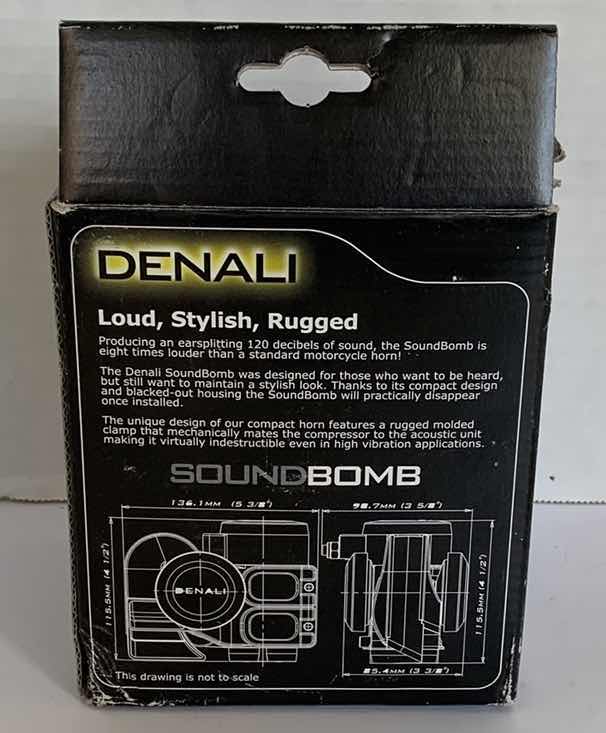 DENALI
Loud, Stylish, Rugged
Producing an earsplitting 120 decibels of sound, the SoundBomb is
eight times louder than a standard motorcycle horn!
The Denali SoundBomb was designed for those who want to be heard,
but still want to maintain a stylish look. Thanks to its compact design
and blacked-out housing the SoundBomb will practically disappear
once installed.
The unique design of our compact horn features a rugged molded
clamp that mechanically mates the compressor to the acoustic unit
making it virtually indestructible even in high vibration applications.
SOUNDBOMB
136.1MM (5 3/8")
(3 5/8")
115.5MM (4 1/2")
DENALI
115.5MM (4 1/2")
(3 3/8")
This drawing is not to scale